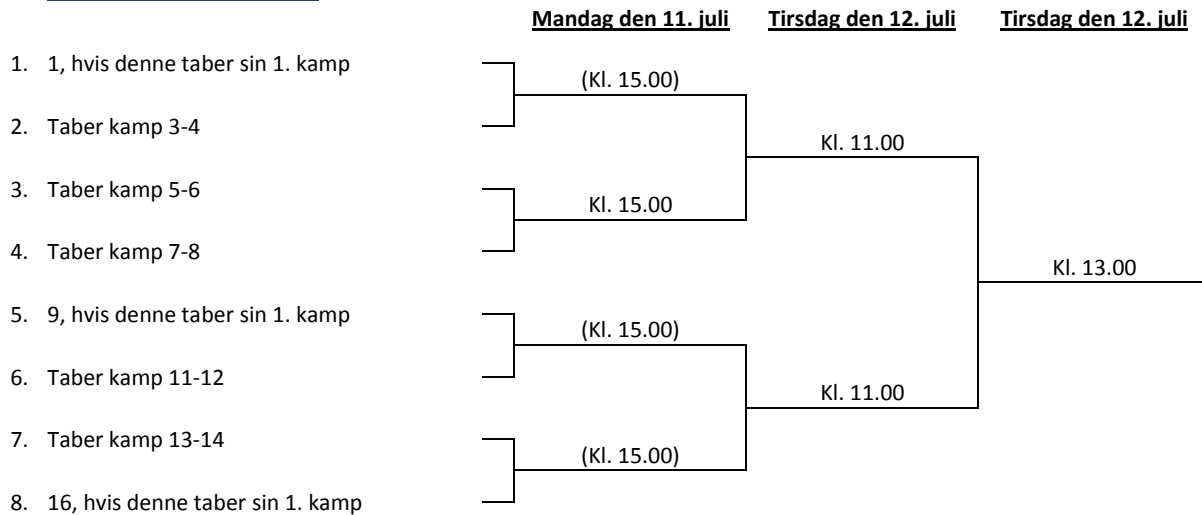 Mandag den 11. juli Tirsdag den 12. juli Tirsdag den 12. juli
1. 1, hvis denne taber sin 1. kamp
(Kl. 15.00)
2. Taber kamp 3-4
Kl. 11.00
3. Taber kamp 5-6
Kl. 15.00
4. Taber kamp 7-8
Kl. 13.00
5. 9, hvis denne taber sin 1. kamp
(Kl. 15.00)
6. Taber kamp 11-12
Kl. 11.00
7. Taber kamp 13-14
(Kl. 15.00)
8. 16, hvis denne taber sin 1. kamp